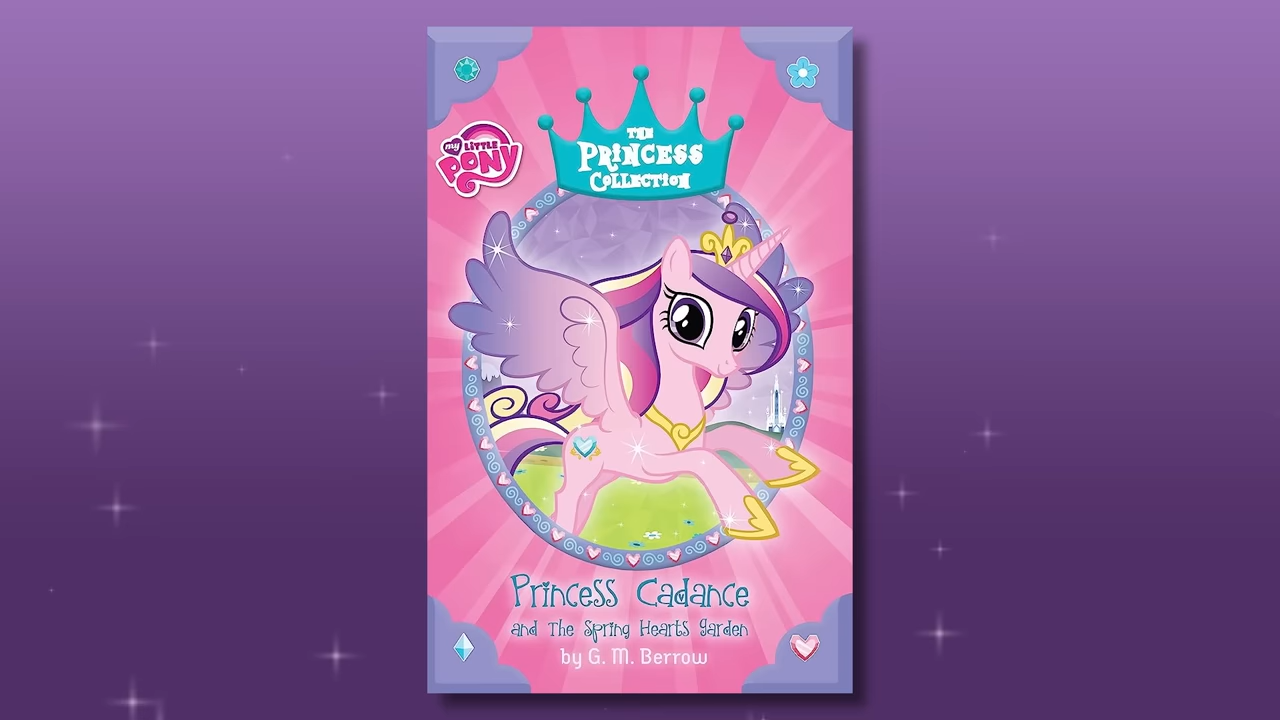 my LITTLE
PONY
THE
PRINCESS
COLLECTION
Princess Cadance
and The Spring Hearts Garden
by G. M. Berrow